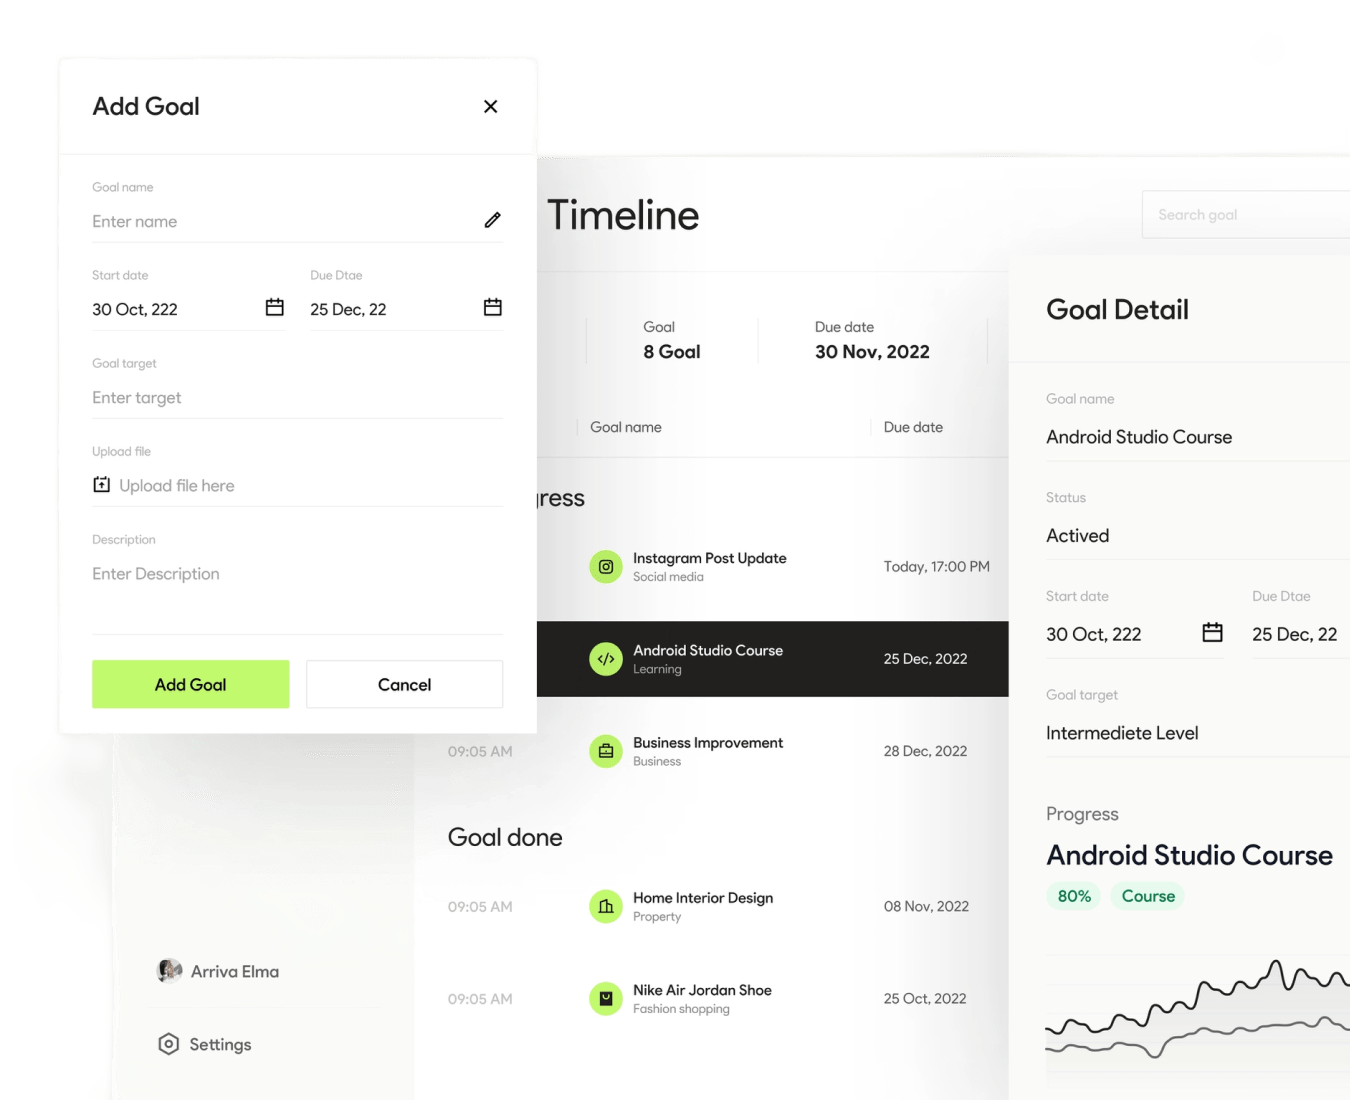 Add Goal
Goal name
Enter name
Start date
Due Dtae
30 Oct, 222
25 Dec, 22
Goal target
Enter target
Upload file
Upload file here
Description
Enter Description
Add Goal
Cancel
Timeline
Search goal
Goal
8 Goal
Due date
30 Nov, 2022
Goal name
Due date
Instagram Post Update
Social media
Today, 17:00 PM
Android Studio Course
Learning
25 Dec, 2022
09:05 AM
Business Improvement
Business
28 Dec, 2022
Goal done
09:05 AM
Home Interior Design
Property
08 Nov, 2022
09:05 AM
Nike Air Jordan Shoe
Fashion shopping
25 Oct, 2022
Arriva Elma
Settings
Goal Detail
Goal name
Android Studio Course
Status
Actived
Start date
Due Dtae
30 Oct, 222
25 Dec, 22
Goal target
Intermediete Level
Progress
Android Studio Course
80%
Course